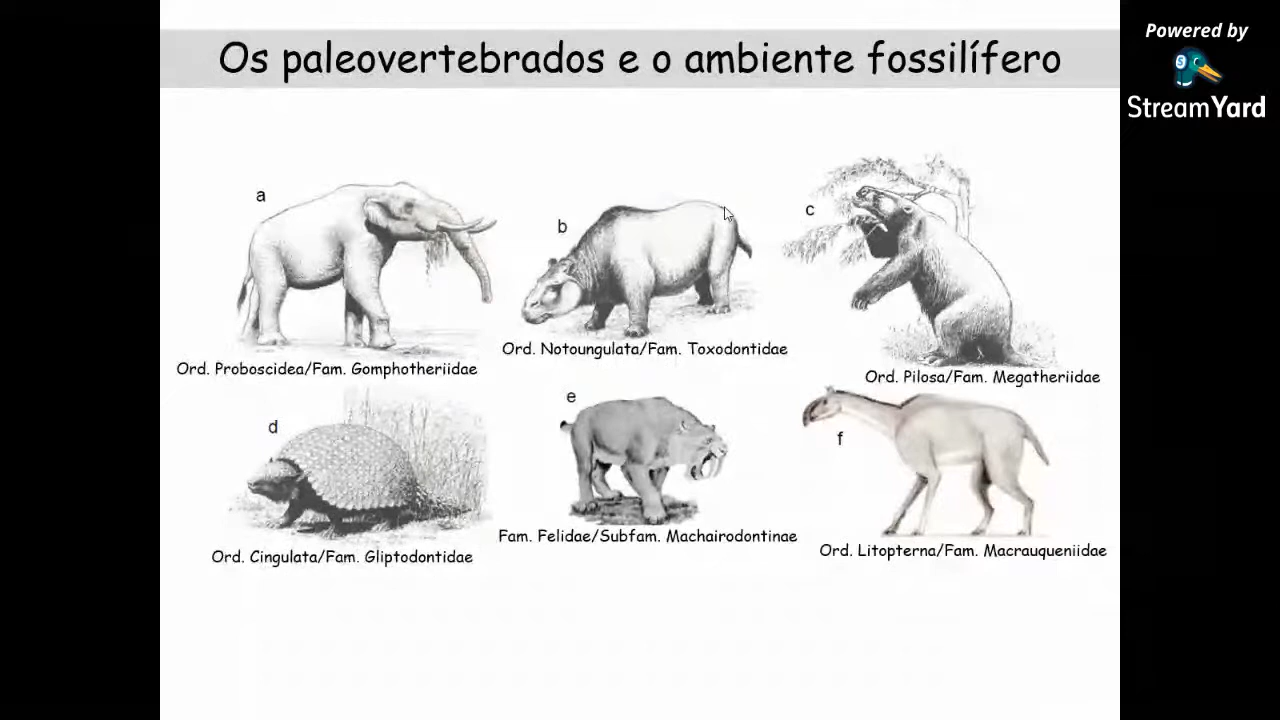 Os paleovertebrados e o ambiente fossilífero
Powered by
StreamYard
a
b
c
Ord. Proboscidea/Fam. Gomphotheriidae
Ord. Notoungulata/Fam. Toxodontidae
Ord. Pilosa/Fam. Megatheriidae
d
e
f
Ord. Cingulata/Fam. Gliptodontidae
Fam. Felidae/Subfam. Machairodontinae
Ord. Litopterna/Fam. Macrauqueniidae